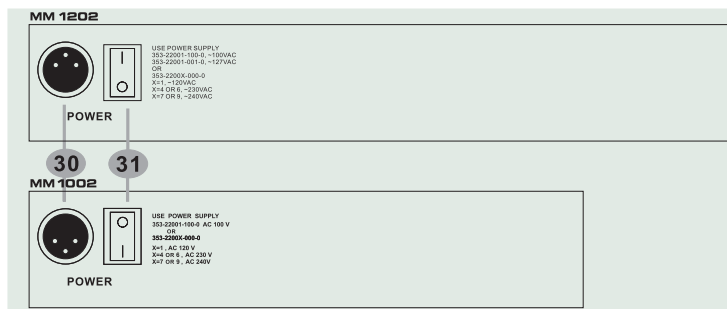 MM 1202
USE POWER SUPPLY
353-22001-100-0, ~100VAC
353-22001-001-0, ~127VAC
OR
353-2200X-000-0
X=1, ~120VAC
X=4 OR 6, ~230VAC
X=7 OR 9, ~240VAC
POWER
30 31
MM 1002
USE POWER SUPPLY
353-22001-100-0 AC 100 V
OR
353-2200X-000-0
X=1 , AC 120 V
X=4 OR 6 , AC 230 V
X=7 OR 9 , AC 240V
POWER